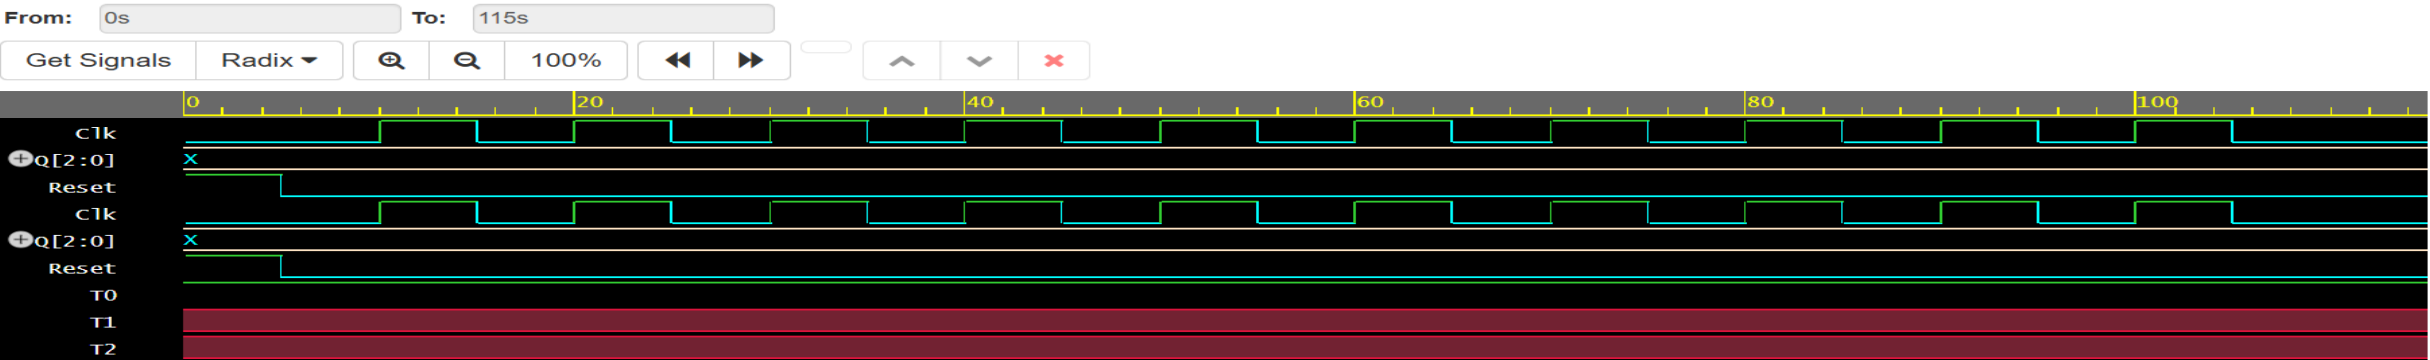 From: 0s To: 115s
Get Signals Radix 100%
0 20 40 60 80 100
Clk
Q[2:0] X
Reset
Clk
Q[2:0] X
Reset
T0
T1
T2